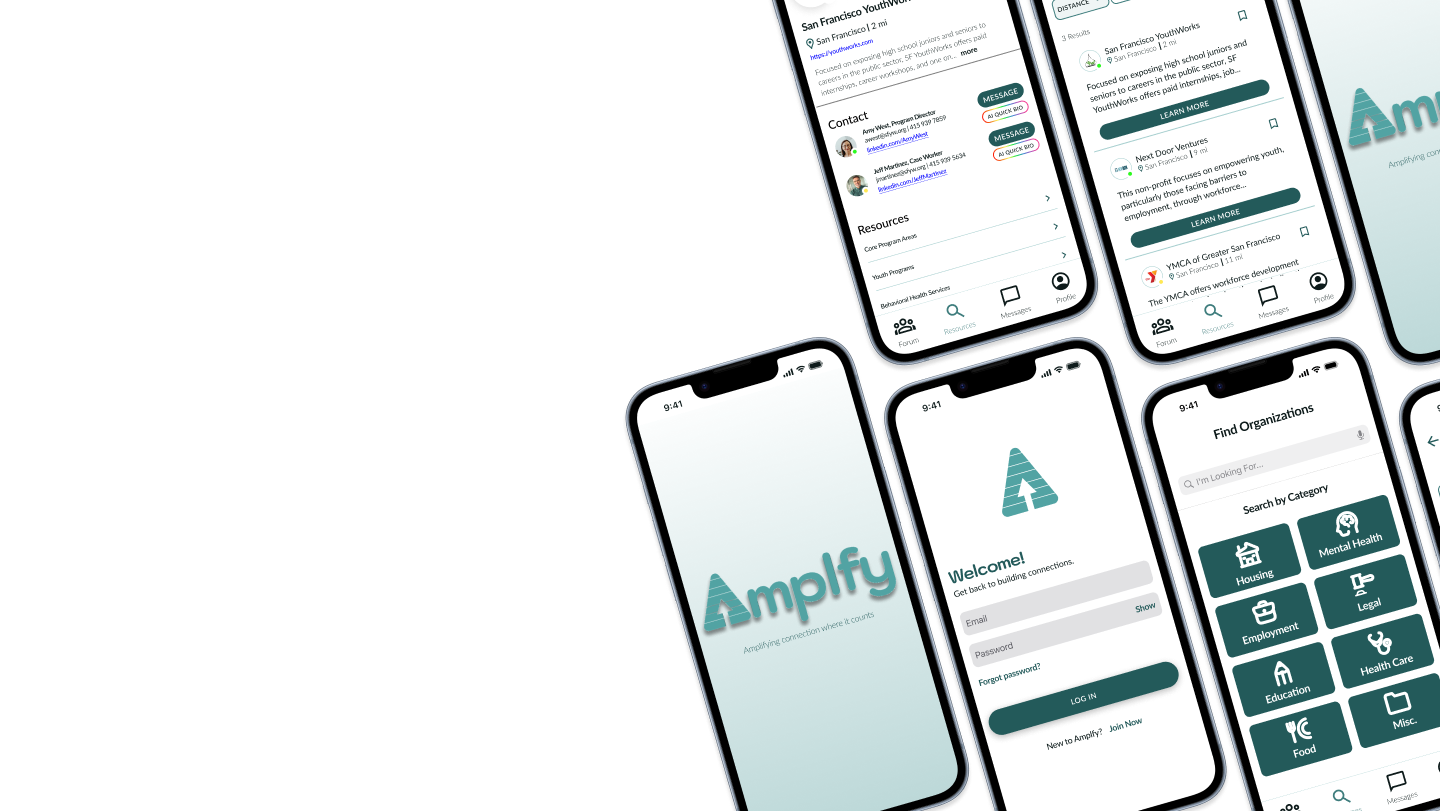 San Francisco YouthWor
San Francisco | 2 mi
https://youthworks.com
Focused on exposing high school juniors and seniors to
careers in the public sector, SF YouthWorks offers paid
internships, career workshops, and one on... more
Contact
Amy West, Program Director
awest@sfyw.org | 415 939 7859
linkedin.com/AmyWest
MESSAGE
AI QUICK BIO
Jeff Martinez, Case Worker
jmartinez@sfyw.org | 415 939 5634
linkedin.com/JeffMartinez
MESSAGE
AI QUICK BIO
Resources
Core Program Areas
Youth Programs
Behavioral Health Services
Forum
Resources
Messages
Profile
DISTANCE
3 Results
San Francisco YouthWorks
San Francisco | 2 mi
Focused on exposing high school juniors and
seniors to careers in the public sector, SF
YouthWorks offers paid internships, job...
LEARN MORE
Next Door Ventures
San Francisco | 9 mi
This non-profit focuses on empowering youth,
particularly those facing barriers to
employment, through workforce...
LEARN MORE
YMCA of Greater San Francisco
San Francisco | 11 mi
The YMCA offers workforce development
Forum
Resources
Messages
Profile
Amp
Amplifying conne
9:41
Amplfy
Amplifying connection where it counts
9:41
Welcome!
Get back to building connections.
Email
Password
Show
Forgot password?
LOG IN
New to Amplfy? Join Now
9:41
Find Organizations
I'm Looking For...
Search by Category
Housing
Mental Health
Employment
Legal
Education
Health Care
Food
Misc.
Messages